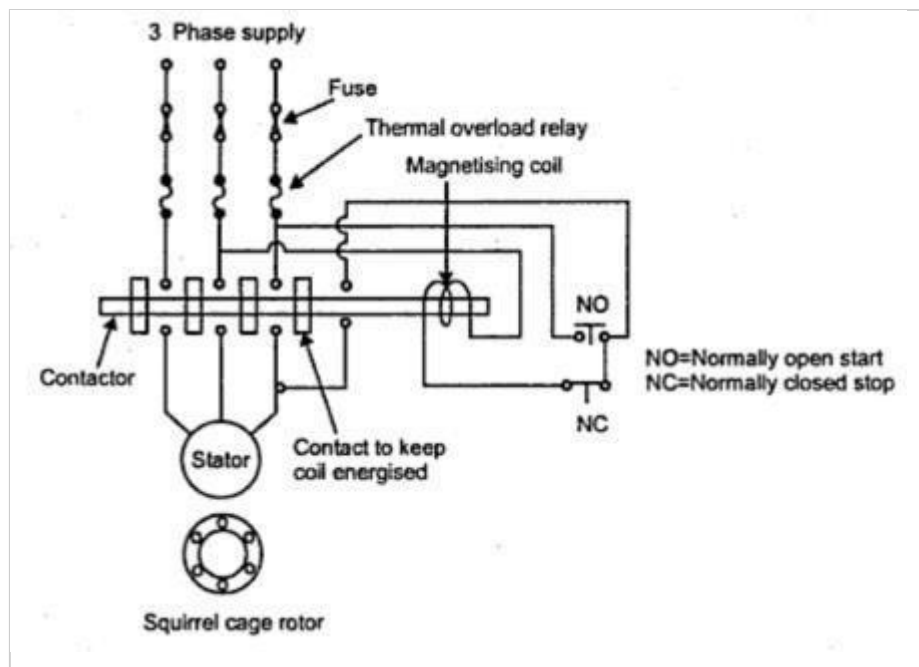 3 Phase supply
Fuse
Thermal overload relay
Magnetising coil
NO
NO=Normally open start
Contactor
NC=Normally closed stop
NC
Contact to keep
coil energised
Stator
Squirrel cage rotor